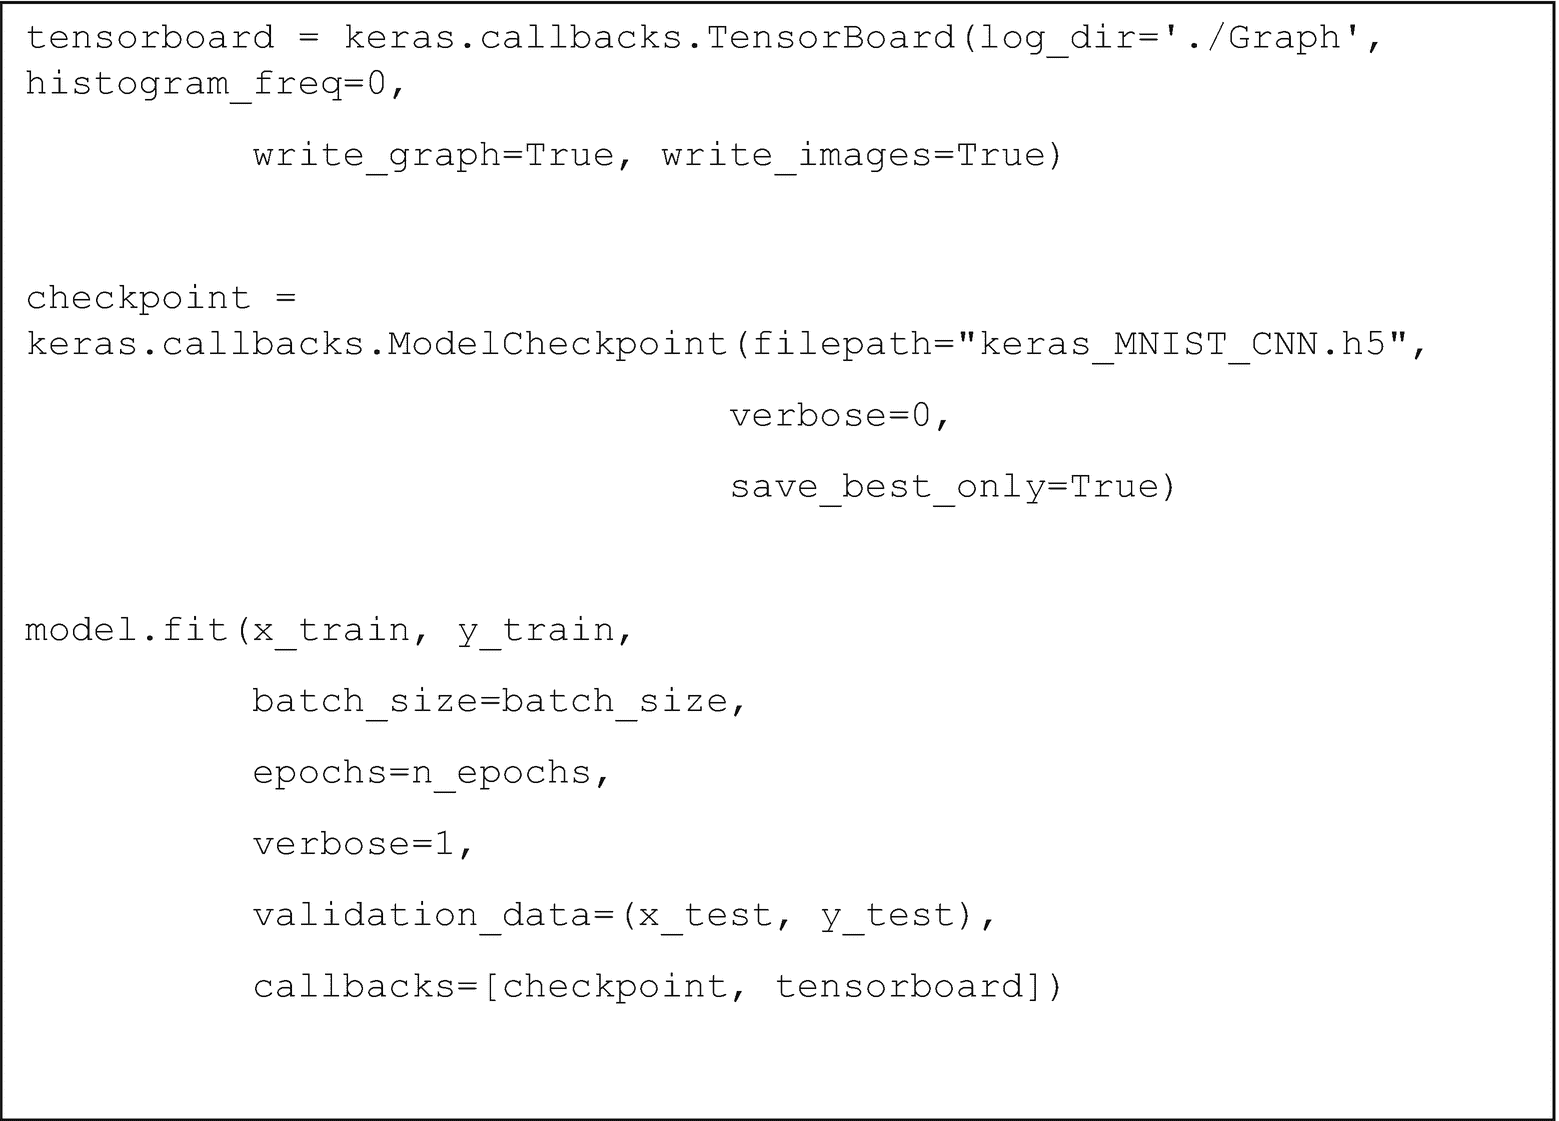 tensorboard = keras.callbacks.TensorBoard(log_dir='./Graph',
histogram_freq=0,
write_graph=True, write_images=True)
checkpoint =
keras.callbacks.ModelCheckpoint(filepath="keras_MNIST_CNN.h5",
verbose=0,
save_best_only=True)
model.fit(x_train, y_train,
batch_size=batch_size,
epochs=n_epochs,
verbose=1,
validation_data=(x_test, y_test),
callbacks=[checkpoint, tensorboard])